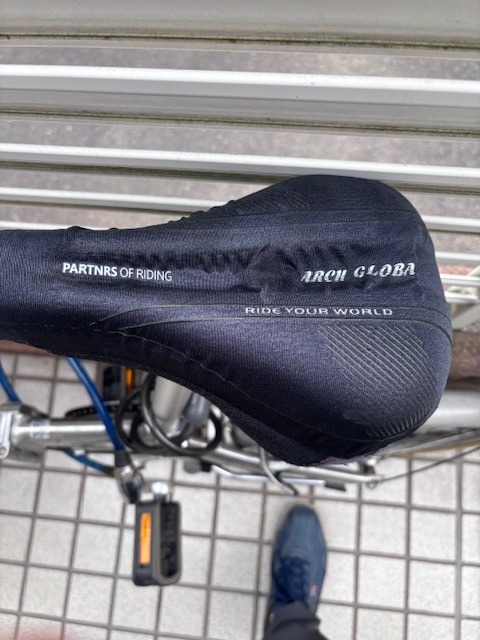 PARTNRS OF RIDING
ARCH GLOBA
RIDE YOUR WORLD